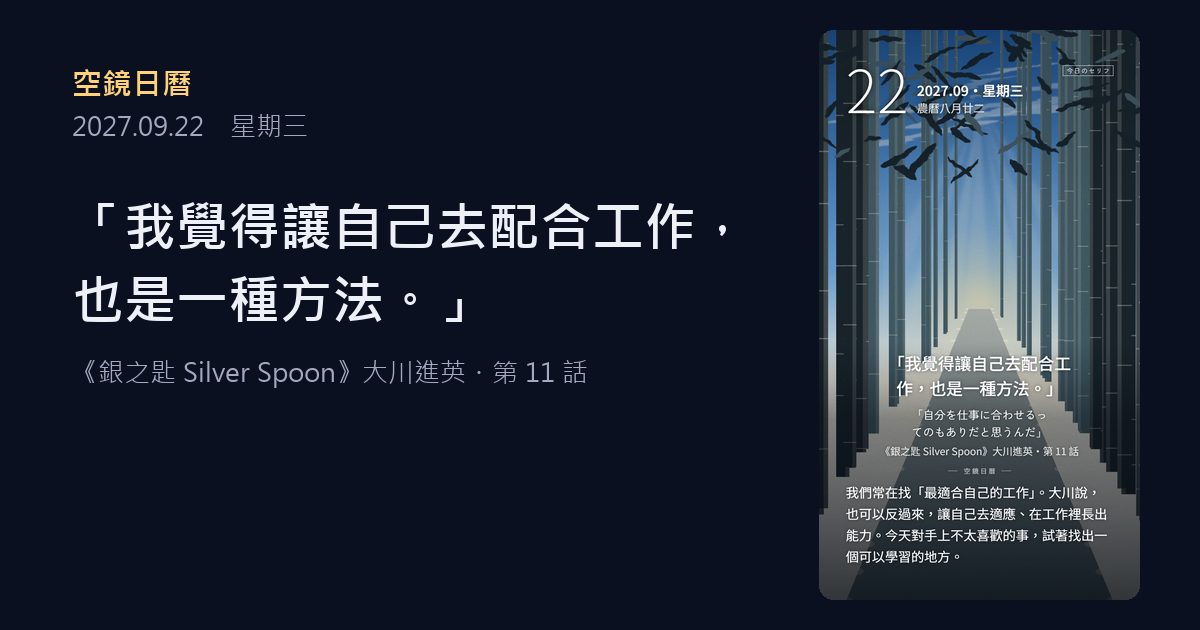 空鏡日曆
2027.09.22 星期三
「我覺得讓自己去配合工作，
也是一種方法。」
《銀之匙 Silver Spoon》大川進英・第 11 話
今日のセリフ
22
2027.09・星期三
農曆八月廿二
「我覺得讓自己去配合工
作，也是一種方法。」
「自分を仕事に合わせるっ
てのもありだと思うんだ」
《銀之匙 Silver Spoon》大川進英・第 11 話
— 空鏡日曆 —
我們常在找「最適合自己的工作」。大川說，
也可以反過來，讓自己去適應、在工作裡長出
能力。今天對手上不太喜歡的事，試著找出一
個可以學習的地方。